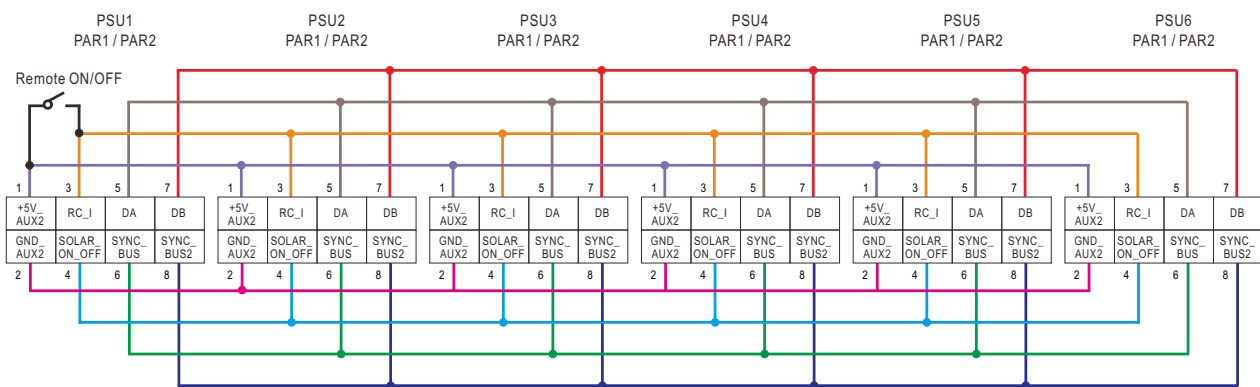 PSU1 PSU2 PSU3 PSU4 PSU5 PSU6
PAR1 / PAR2 PAR1 / PAR2 PAR1 / PAR2 PAR1 / PAR2 PAR1 / PAR2 PAR1 / PAR2
Remote ON/OFF
1 3 5 7 1 3 5 7 1 3 5 7 1 3 5 7 1 3 5 7 1 3 5 7
+5V_ RC_I DA DB +5V_ RC_I DA DB +5V_ RC_I DA DB +5V_ RC_I DA DB +5V_ RC_I DA DB +5V_ RC_I DA DB
AUX2 AUX2 AUX2 AUX2 AUX2 AUX2
GND_ SOLAR_ SYNC_ SYNC_ GND_ SOLAR_ SYNC_ SYNC_ GND_ SOLAR_ SYNC_ SYNC_ GND_ SOLAR_ SYNC_ SYNC_ GND_ SOLAR_ SYNC_ SYNC_ GND_ SOLAR_ SYNC_ SYNC_
AUX2 ON_OFF BUS BUS2 AUX2 ON_OFF BUS BUS2 AUX2 ON_OFF BUS BUS2 AUX2 ON_OFF BUS BUS2 AUX2 ON_OFF BUS BUS2 AUX2 ON_OFF BUS BUS2
2 4 6 8 2 4 6 8 2 4 6 8 2 4 6 8 2 4 6 8 2 4 6 8